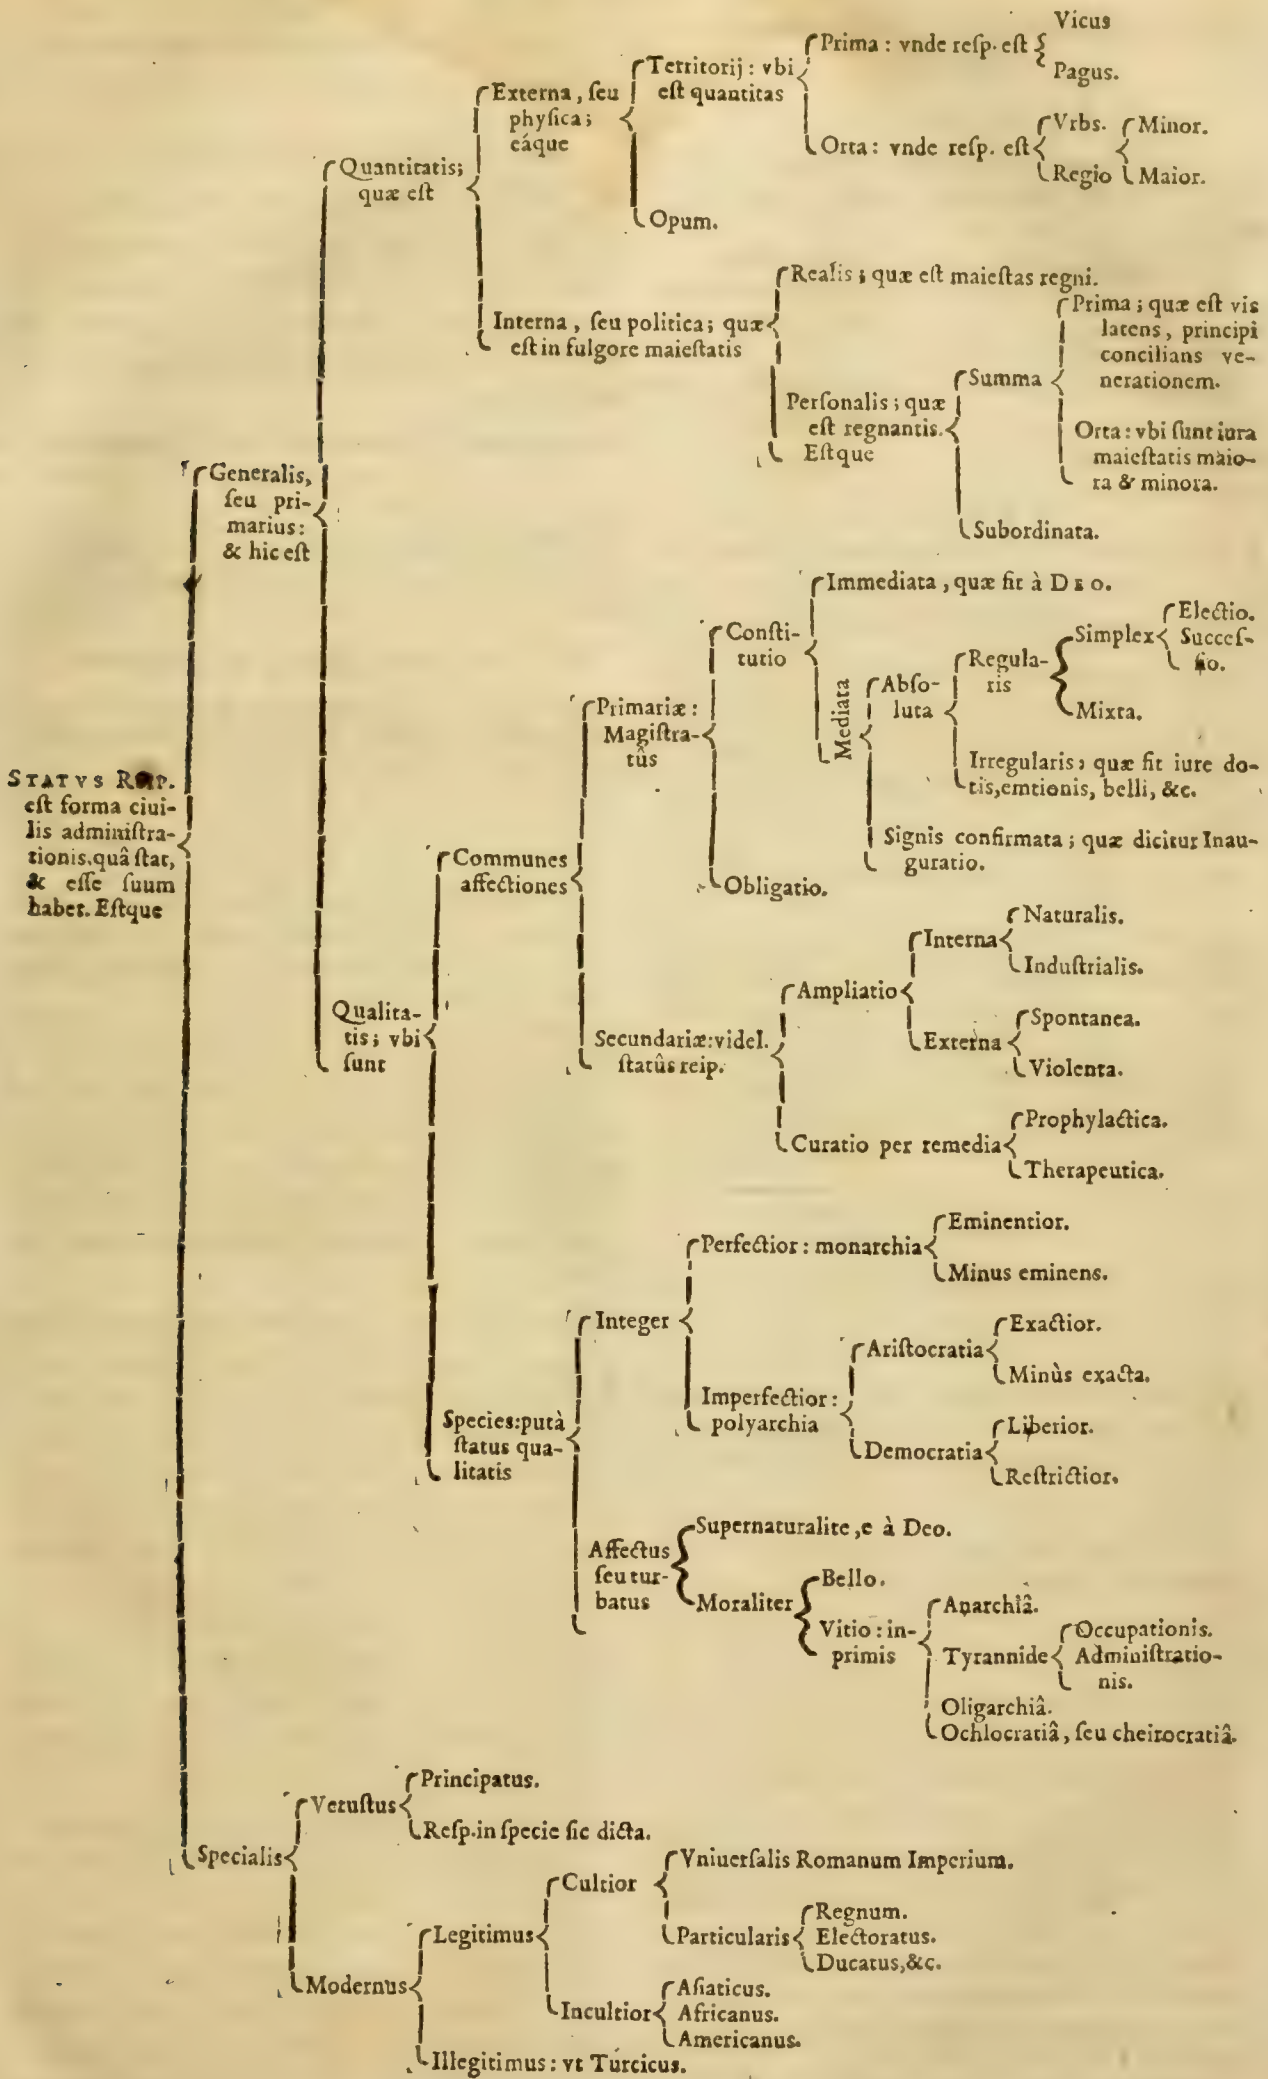 STATVS REIP.
eſt forma ciui-
lis adminiſtra-
tionis, quâ ſtat,
& eſſe ſuum
habet. Eſtque
Generalis,
ſeu pri-
marius:
& hic eſt
Quantitatis;
quæ eſt
Externa, ſeu
phyſica;
eáque
Territorij: vbi
eſt quantitas
Prima: vnde reſp. eſt
Vicus
Pagus.
Orta: vnde reſp. eſt
Vrbs.
Regio
Minor.
Maior.
Opum.
Interna, ſeu politica; quæ
eſt in fulgore maieſtatis
Realis; quæ eſt maieſtas regni.
Perſonalis; quæ
eſt regnantis.
Eſtque
Summa
Prima; quæ eſt vis
latens, principi
concilians ve-
nerationem.
Orta: vbi ſunt iura
maieſtatis maio-
ra & minora.
Subordinata.
Qualita-
tis; vbi
ſunt
Communes
affectiones
Primariæ:
Magiſtra-
tûs
Conſti-
tutio
Immediata, quæ fit à DEO.
Mediata
Abſo-
luta
Regula-
ris
Simplex
Electio.
Succeſ-
ſio.
Mixta.
Irregularis; quæ fit iure do-
tis, emtionis, belli, &c.
Signis confirmata; quæ dicitur Inau-
guratio.
Obligatio.
Secundariæ: videl.
ſtatûs reip.
Ampliatio
Interna
Naturalis.
Induſtrialis.
Externa
Spontanea.
Violenta.
Curatio per remedia
Prophylactica.
Therapeutica.
Species: putà
ſtatus qua-
litatis
Integer
Perfectior: monarchia
Eminentior.
Minus eminens.
Imperfectior:
polyarchia
Ariſtocratia
Exactior.
Minùs exacta.
Democratia
Liberior.
Reſtrictior.
Affectus
ſeu tur-
batus
Supernaturalite,e à Deo.
Moraliter
Bello.
Vitio: in-
primis
Anarchiâ.
Tyrannide
Occupationis.
Adminiſtratio-
nis.
Oligarchiâ.
Ochlocratiâ, ſeu cheirocratiâ.
Specialis
Vetuſtus
Principatus.
Reſp. in ſpecie ſic dicta.
Modernus
Legitimus
Cultior
Vniuerſalis Romanum Imperium.
Particularis
Regnum.
Electoratus.
Ducatus, &c.
Incultior
Aſiaticus.
Africanus.
Americanus.
Illegitimus: vt Turcicus.